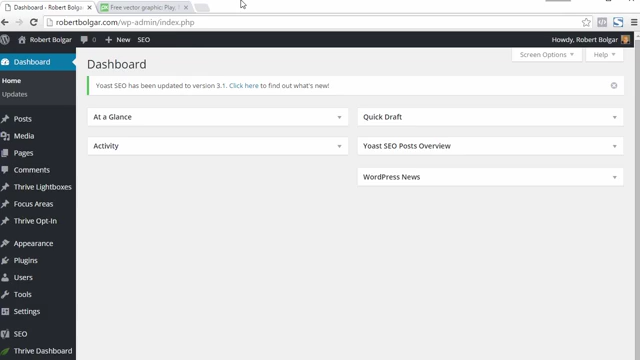 Dashboard ‹ Robert Bolgar
Free vector graphic: Play
robertbolgar.com/wp-admin/index.php
Robert Bolgar 0 + New SEO Howdy, Robert Bolgar
Screen Options Help
Dashboard
Home
Updates
Posts
Media
Pages
Comments
Thrive Lightboxes
Focus Areas
Thrive Opt-In
Appearance
Plugins
Users
Tools
Settings
SEO
Thrive Dashboard
Dashboard
Yoast SEO has been updated to version 3.1. Click here to find out what's new!
At a Glance
Activity
Quick Draft
Yoast SEO Posts Overview
WordPress News